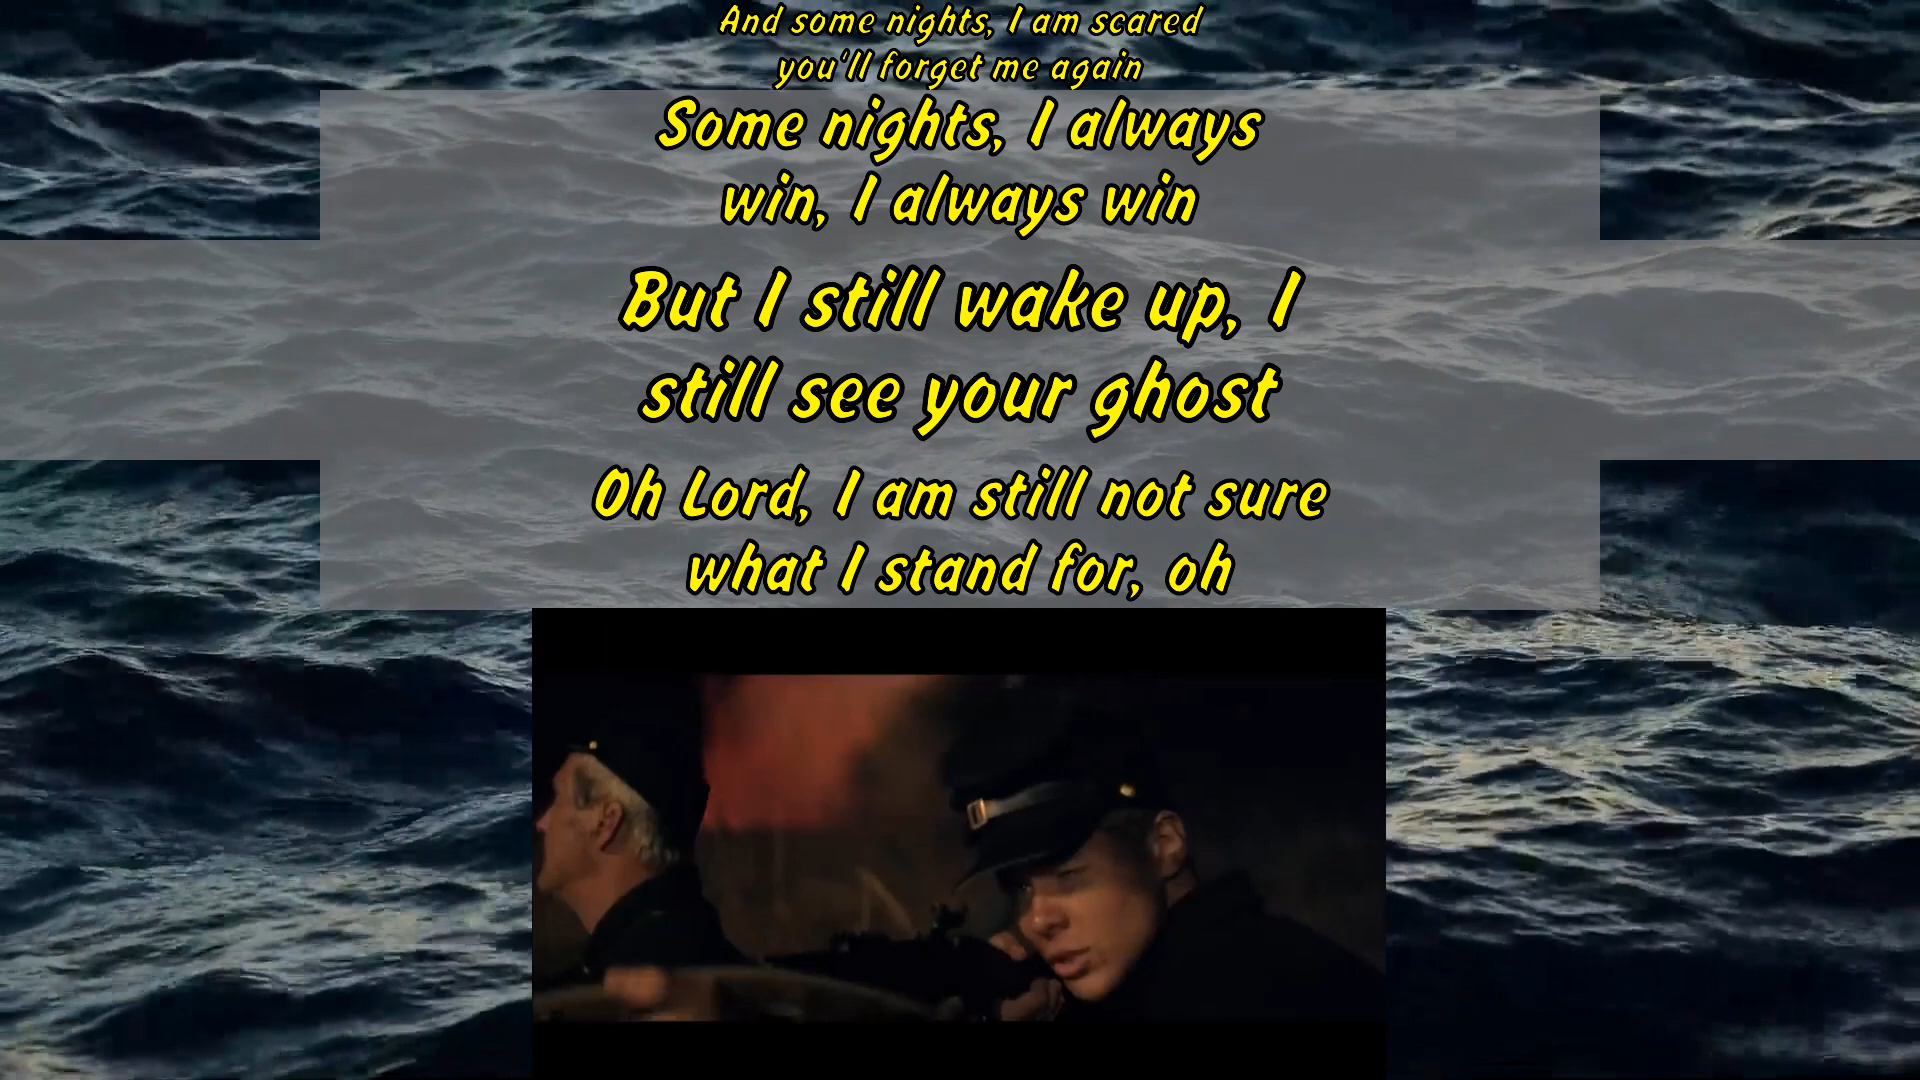 And some nights, I am scared
you'll forget me again
Some nights, I always
win, I always win
But I still wake up, I
still see your ghost
Oh Lord, I am still not sure
what I stand for, oh